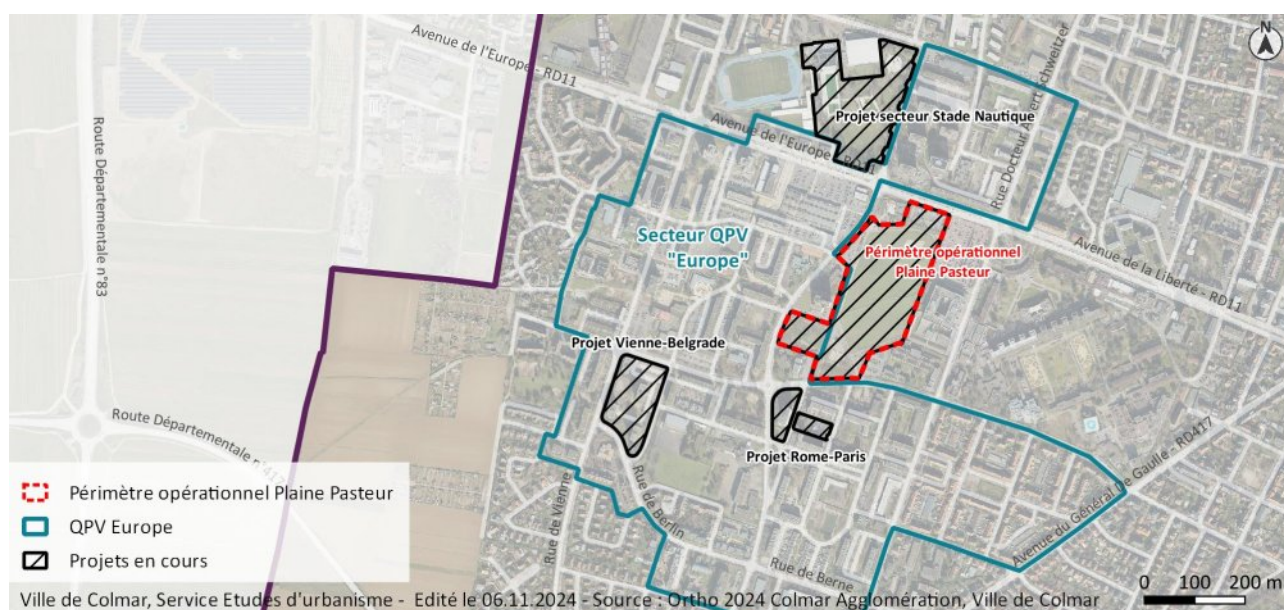 N
Avenue de l'Europe - RD11
Rue Docteur Albert Schweitzer
Projet secteur Stade Nautique
Avenue de l'Europe - RD11
Route Départementale n°83
Secteur QPV
"Europe"
Périmètre opérationnel
Plaine Pasteur
Avenue de la Liberté - RD11
Projet Vienne-Belgrade
Route Départementale n°417
Projet Rome-Paris
Avenue du Général De Gaulle - RD417
Rue de Vienne
Rue de Berlin
Rue de Berne
Périmètre opérationnel Plaine Pasteur
QPV Europe
Projets en cours
0 100 200 m
Ville de Colmar, Service Etudes d'urbanisme - Edité le 06.11.2024 - Source : Ortho 2024 Colmar Agglomération, Ville de Colmar